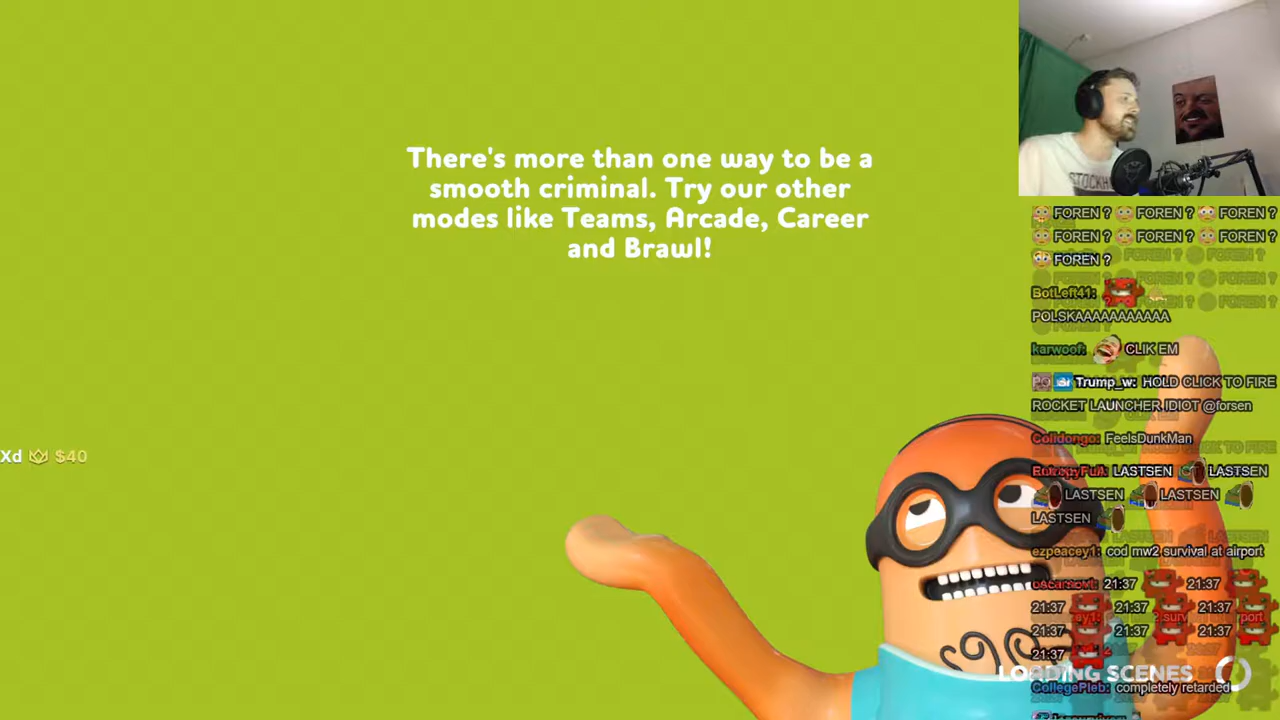 There's more than one way to be a
smooth criminal. Try our other
modes like Teams, Arcade, Career
and Brawl!
Xd $40
LOADING SCENES
STOCKH
FOREN ? FOREN ? FOREN ?
FOREN ? FOREN ? FOREN ?
FOREN ?
BotLeft41:
POLSKAAAAAAAAAAA
karwoof: CLIK EM
Trump_w: HOLD CLICK TO FIRE
ROCKET LAUNCHER IDIOT @forsen
Colidongo: FeelsDunkMan
LASTSEN LASTSEN
LASTSEN LASTSEN
LASTSEN
ezpeacey1: cod mw2 survival at airport
21:37 21:37
21:37 21:37 21:37
21:37 21:37 21:37
21:37
CollegePleb: completely retarded